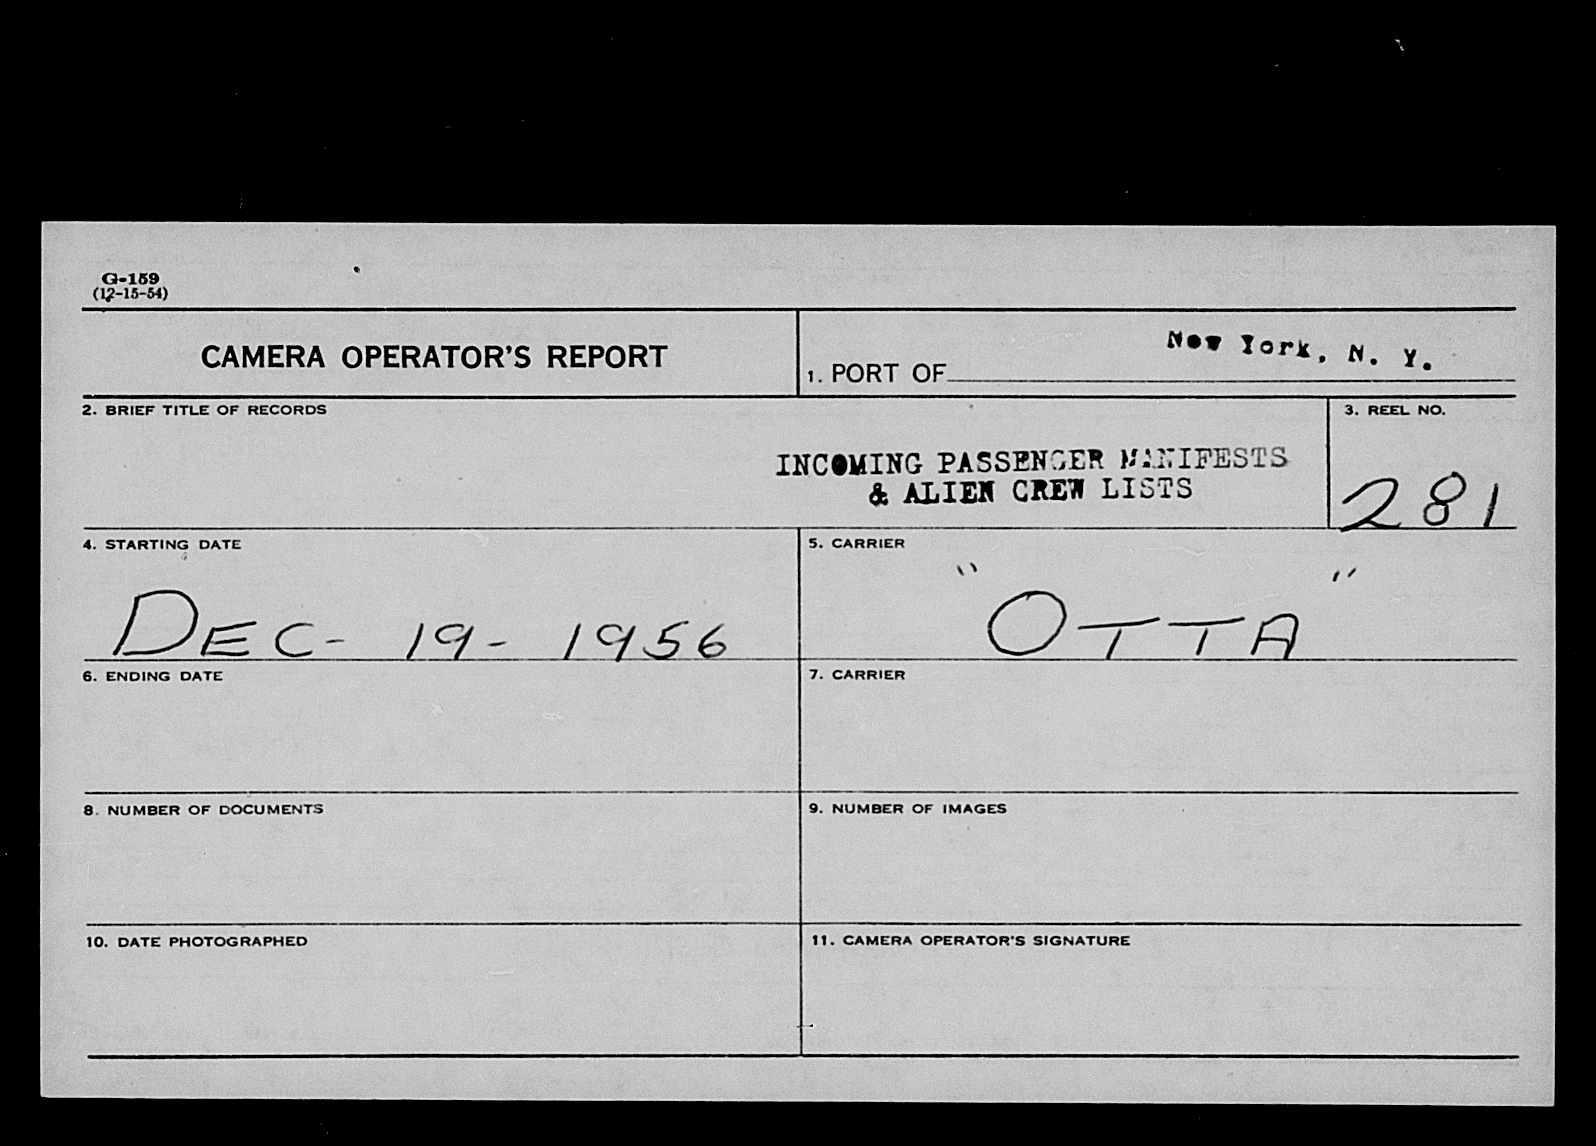 G-159
(12-15-54)
CAMERA OPERATOR'S REPORT
1. PORT OF New York, N. Y.
2. BRIEF TITLE OF RECORDS
INCOMING PASSENGER MANIFESTS
& ALIEN CREW LISTS
3. REEL NO.
281
4. STARTING DATE
DEC- 19- 1956
5. CARRIER
"OTTA"
6. ENDING DATE
7. CARRIER
8. NUMBER OF DOCUMENTS
9. NUMBER OF IMAGES
10. DATE PHOTOGRAPHED
11. CAMERA OPERATOR'S SIGNATURE